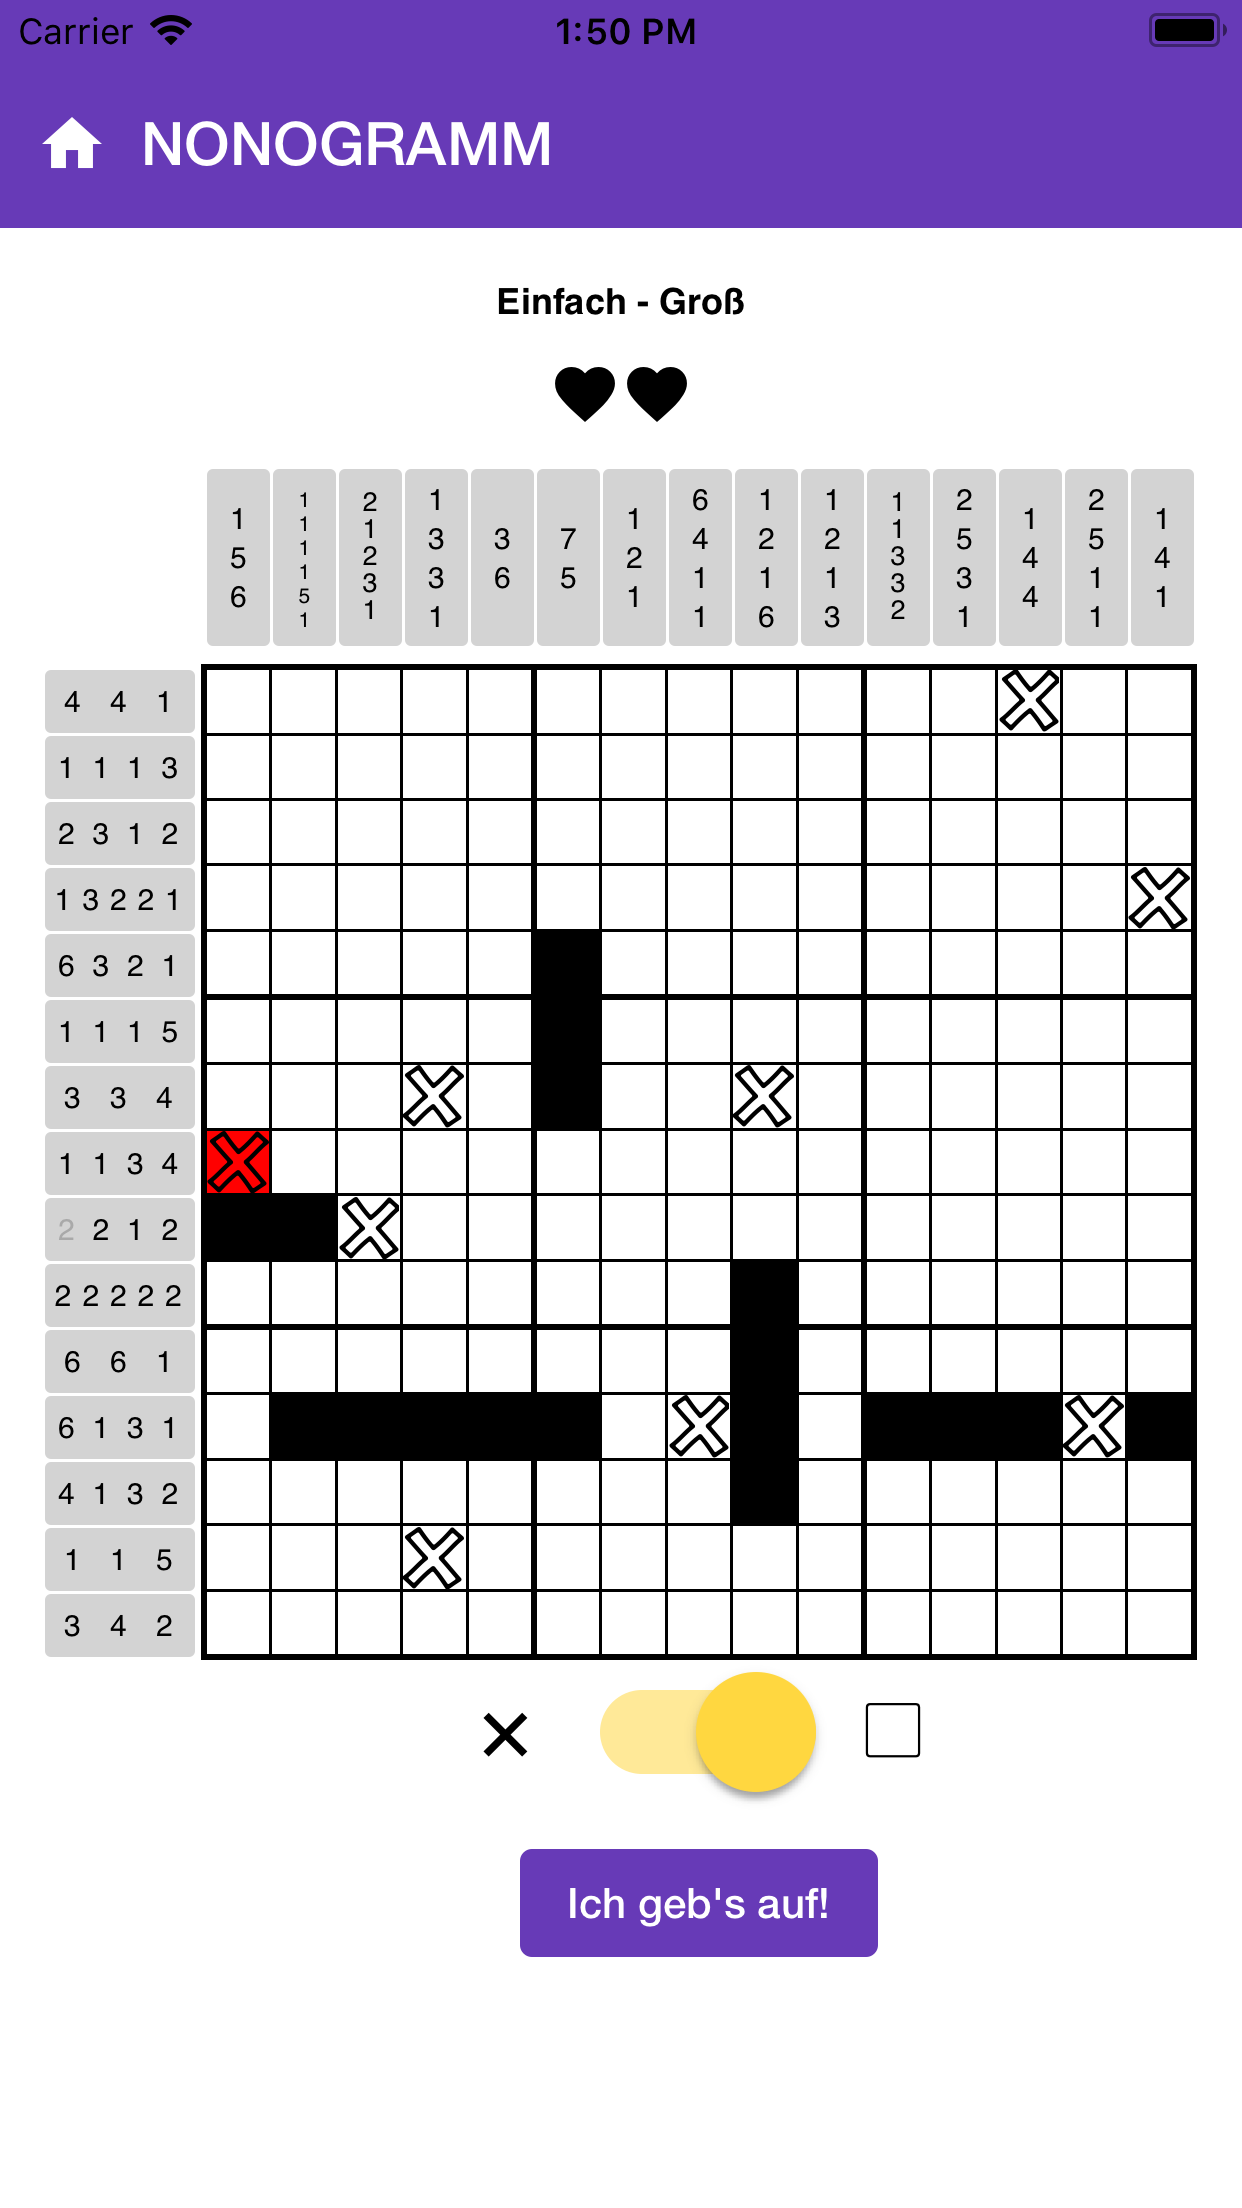 Carrier 1:50 PM
NONOGRAMM
Einfach - Groß
1 5 6
1 1 1 1 5 1
2 1 2 3 1
1 3 3 1
3 6
7 5
1 2 1
6 4 1 1
1 2 1 6
1 2 1 3
1 1 3 3 2
2 5 3 1
1 4 4
2 5 1 1
1 4 1
4 4 1
1 1 1 3
2 3 1 2
1 3 2 2 1
6 3 2 1
1 1 1 5
3 3 4
1 1 3 4
2 2 1 2
2 2 2 2 2
6 6 1
6 1 3 1
4 1 3 2
1 1 5
3 4 2
Ich geb's auf!